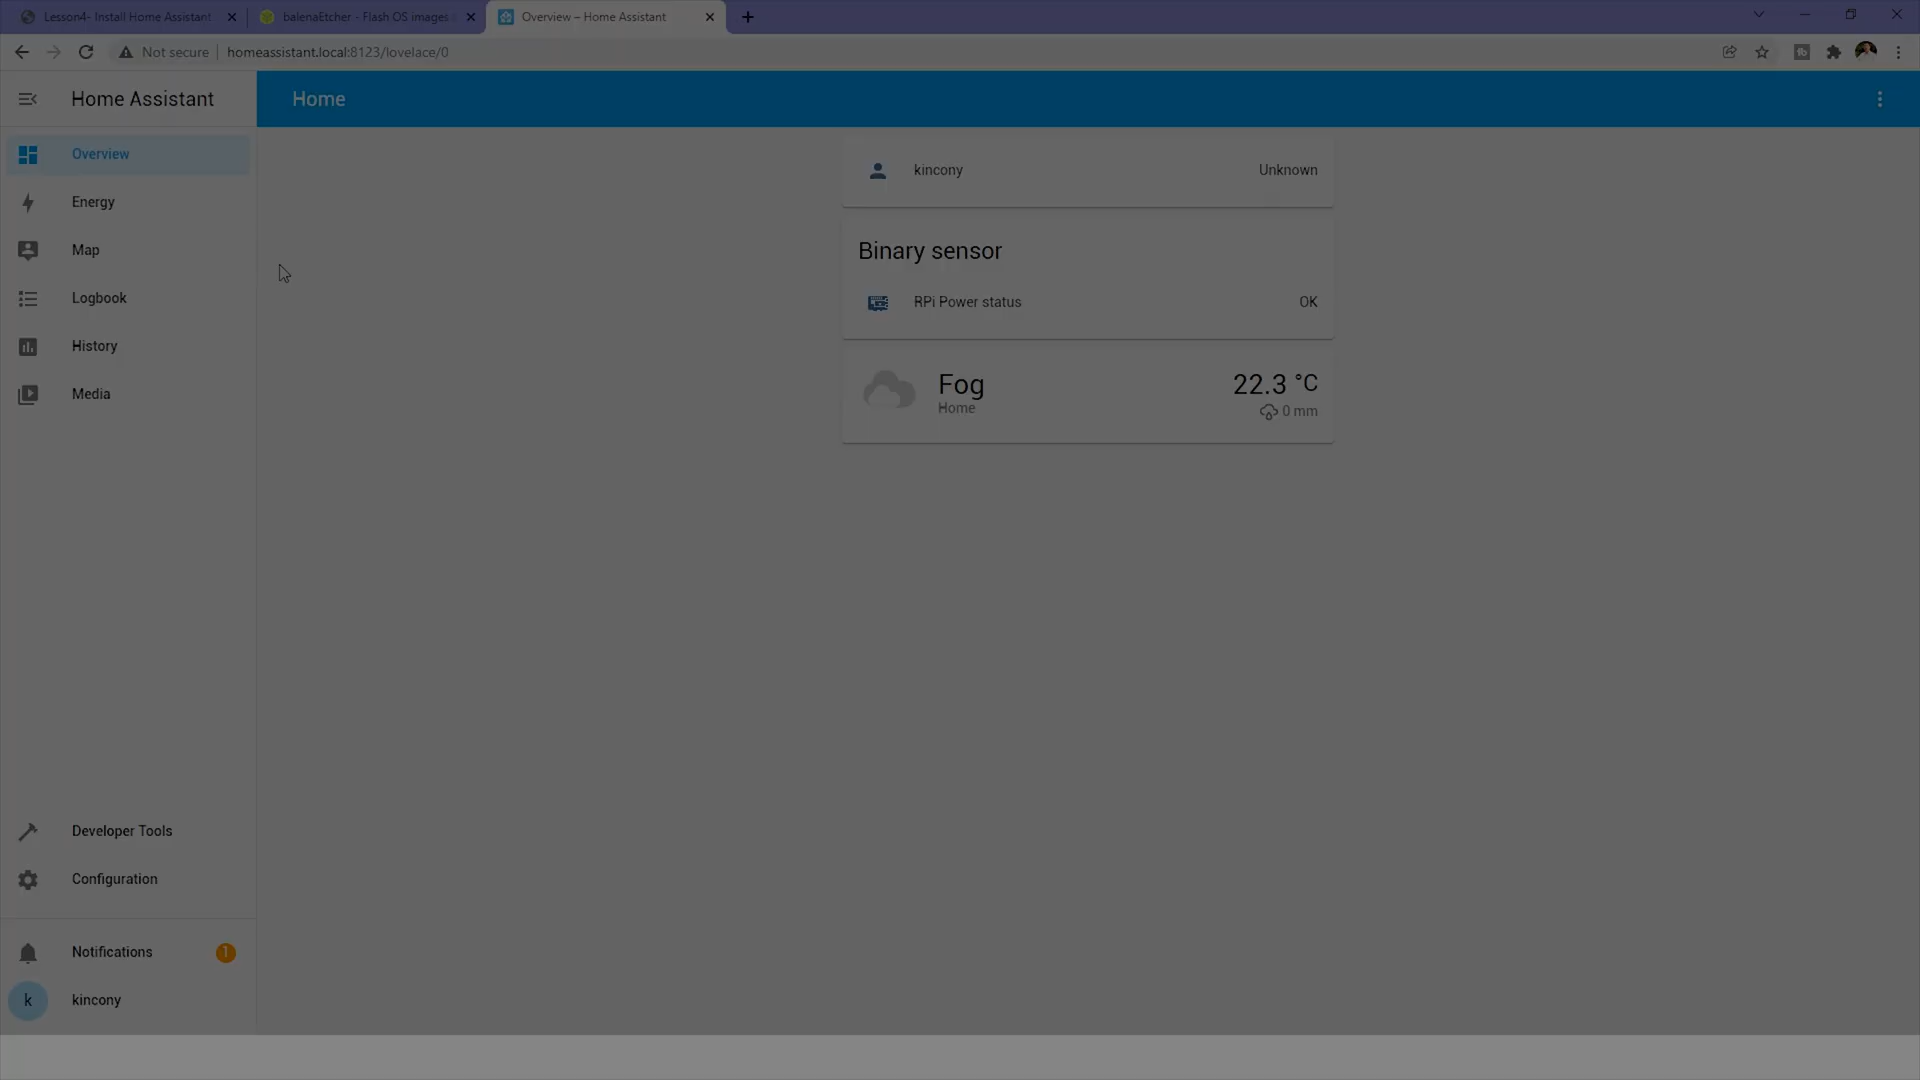 Lesson4- Install Home Assistant
balenaEtcher - Flash OS images
Overview – Home Assistant
Not secure
homeassistant.local:8123/lovelace/0
Home Assistant
Home
Overview
Energy
Map
Logbook
History
Media
Developer Tools
Configuration
Notifications
1
k
kincony
kincony
Unknown
Binary sensor
RPi Power status
OK
Fog
Home
22.3 °C
0 mm